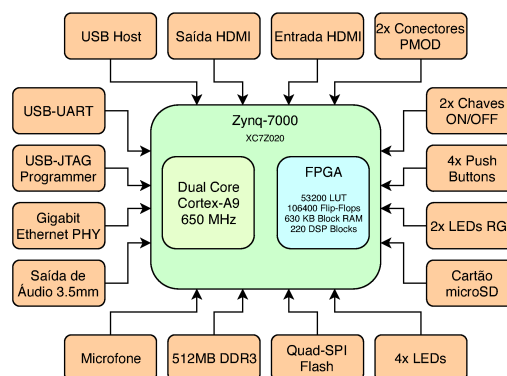 USB Host
Saída HDMI
Entrada HDMI
2x Conectores
PMOD
USB-UART
USB-JTAG
Programmer
Gigabit
Ethernet PHY
Saída de
Áudio 3.5mm
Zynq-7000
XC7Z020
Dual Core
Cortex-A9
650 MHz
FPGA
53200 LUT
106400 Flip-Flops
630 KB Block RAM
220 DSP Blocks
2x Chaves
ON/OFF
4x Push
Buttons
2x LEDs RG
Cartão
microSD
Microfone
512MB DDR3
Quad-SPI
Flash
4x LEDs